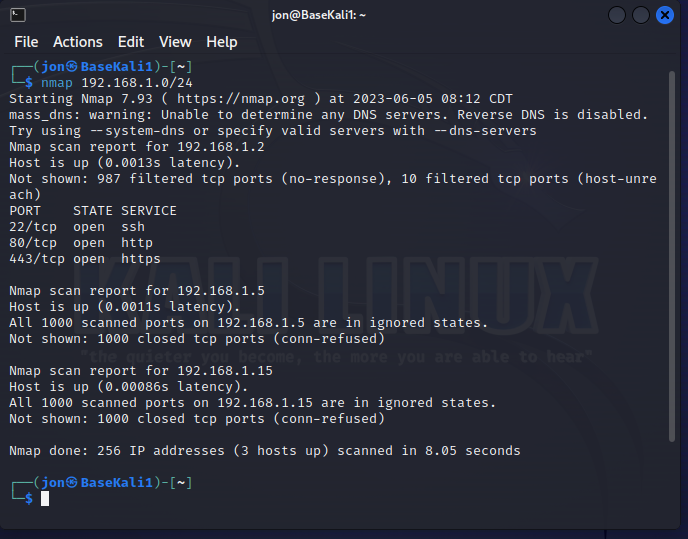 jon@BaseKali1: ~
File Actions Edit View Help
┌──(jon㉿BaseKali1)-[~]
└─$ nmap 192.168.1.0/24
Starting Nmap 7.93 ( https://nmap.org ) at 2023-06-05 08:12 CDT
mass_dns: warning: Unable to determine any DNS servers. Reverse DNS is disabled.
Try using --system-dns or specify valid servers with --dns-servers
Nmap scan report for 192.168.1.2
Host is up (0.0013s latency).
Not shown: 987 filtered tcp ports (no-response), 10 filtered tcp ports (host-unre
ach)
PORT    STATE SERVICE
22/tcp  open  ssh
80/tcp  open  http
443/tcp open  https
Nmap scan report for 192.168.1.5
Host is up (0.0011s latency).
All 1000 scanned ports on 192.168.1.5 are in ignored states.
Not shown: 1000 closed tcp ports (conn-refused)
KALI LINUX
"the quieter you become, the more you are able to hear"
Nmap scan report for 192.168.1.15
Host is up (0.00086s latency).
All 1000 scanned ports on 192.168.1.15 are in ignored states.
Not shown: 1000 closed tcp ports (conn-refused)
Nmap done: 256 IP addresses (3 hosts up) scanned in 8.05 seconds
┌──(jon㉿BaseKali1)-[~]
└─$